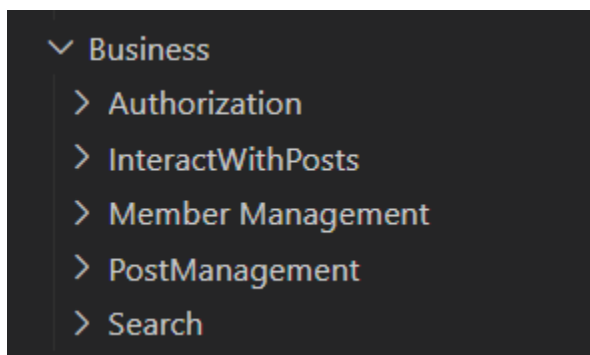 Business
Authorization
InteractWithPosts
Member Management
PostManagement
Search